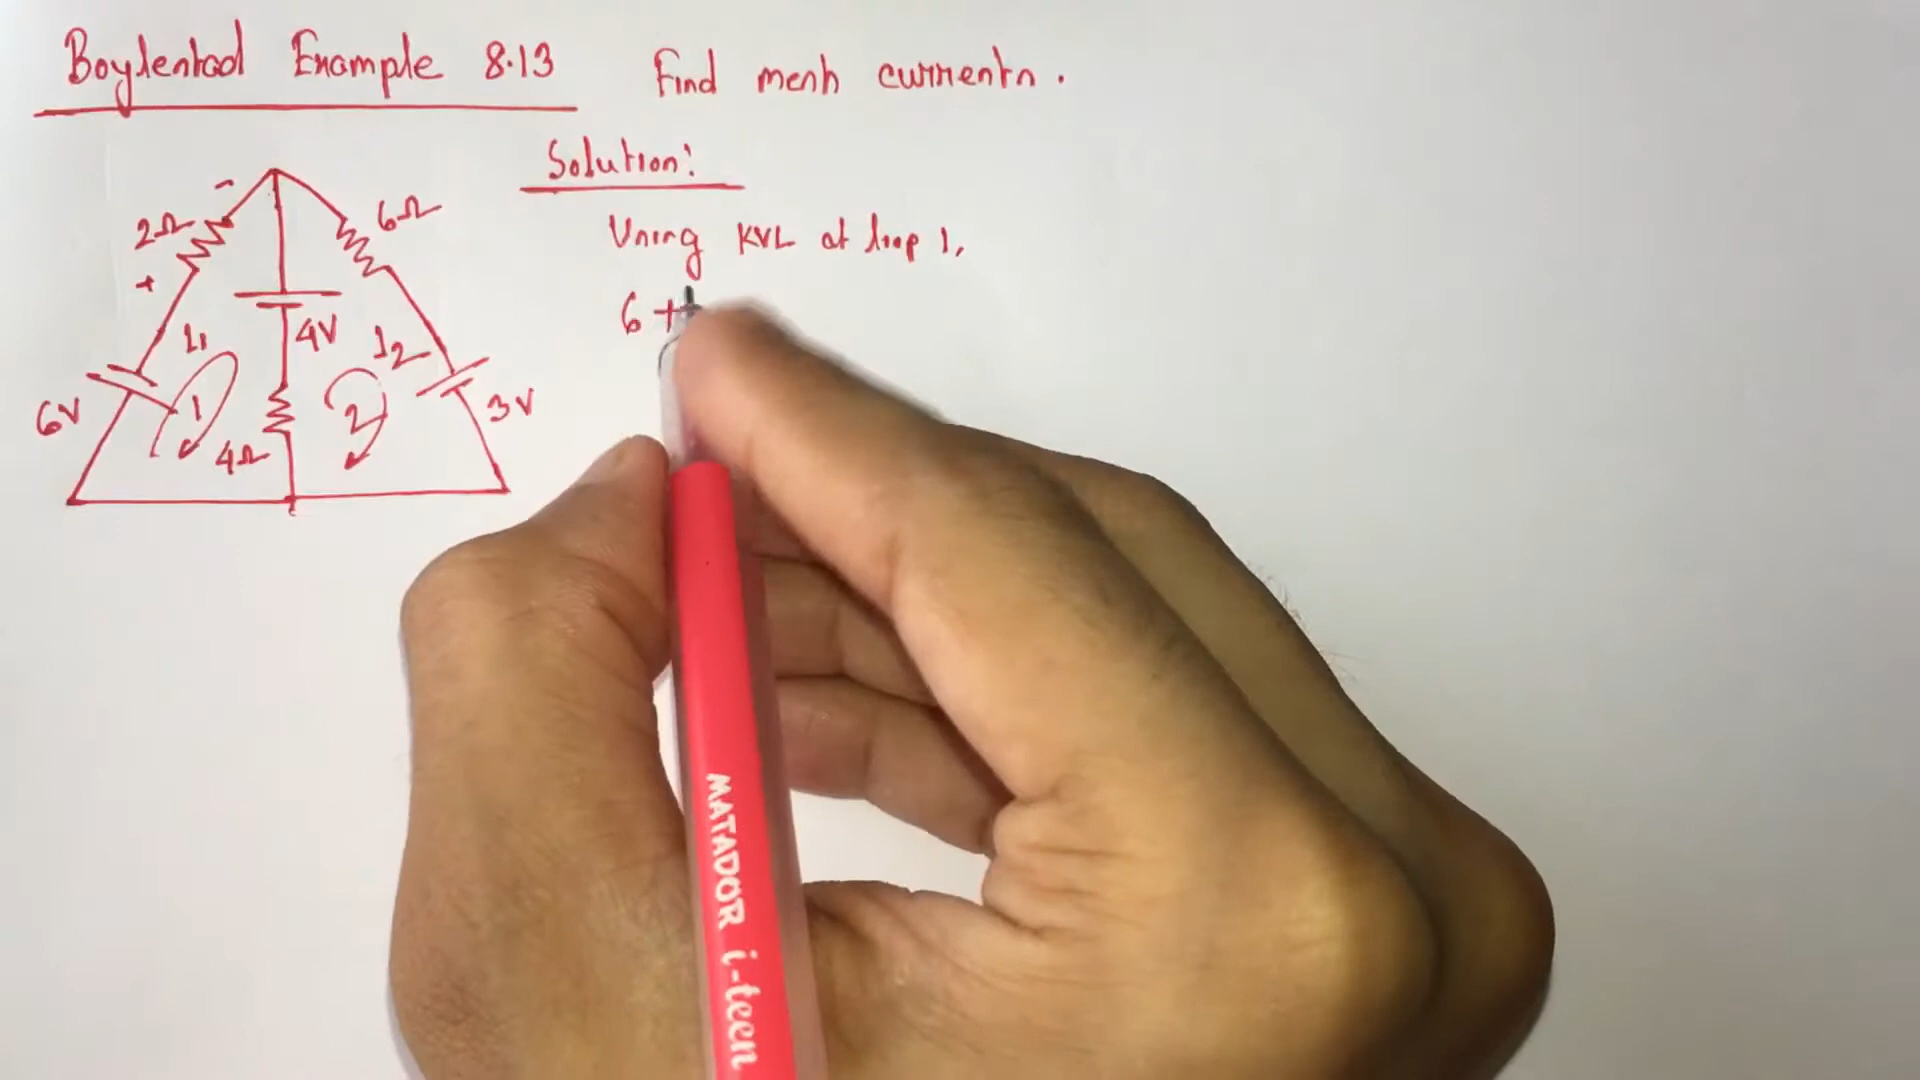 Boylestad Example 8.13
Find mesh currents.
Solution:
Using KVL at loop 1,
6 +
2Ω
-
+
6Ω
4V
I1
1
I2
2
6V
3V
4Ω
MATADOR i-teen